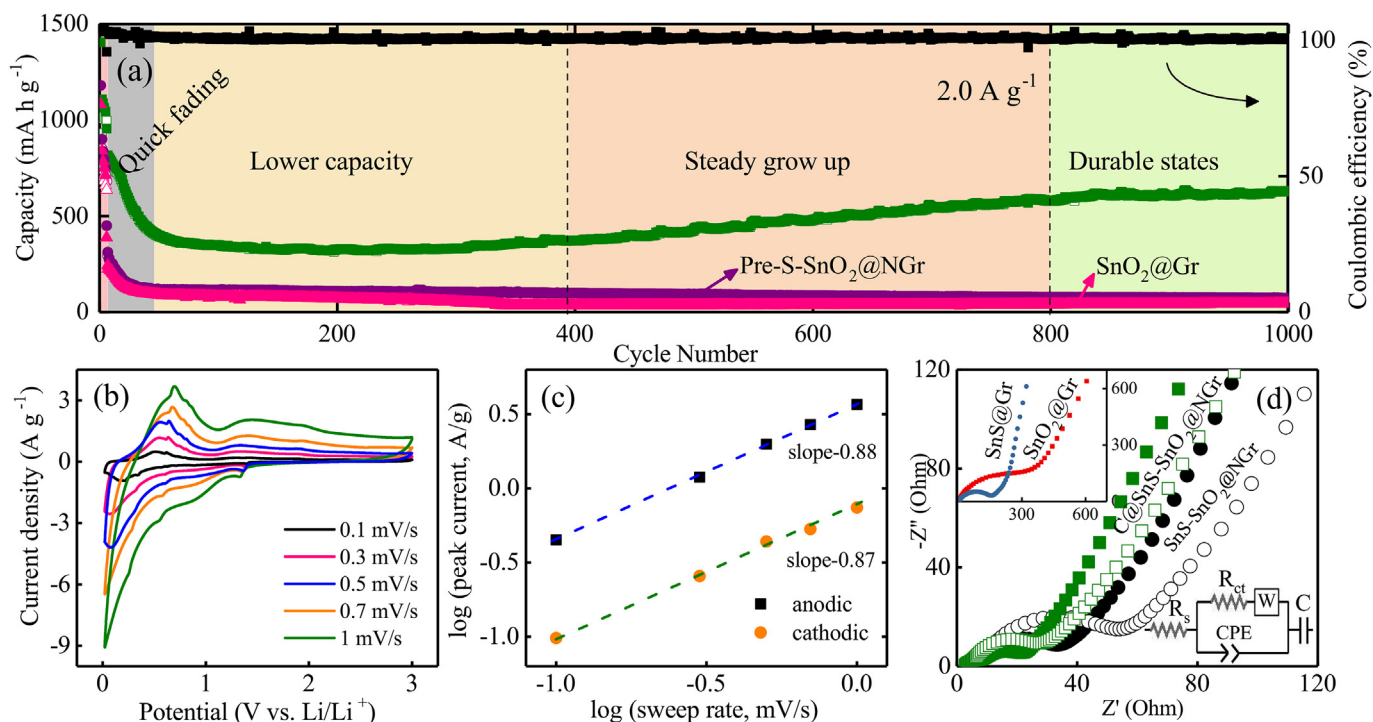 (a)
1500
1000
500
0
Capacity (mA h g⁻¹)
Quick fading
Lower capacity
Steady grow up
Durable states
2.0 A g⁻¹
Pre-S-SnO₂@NGr
SnO₂@Gr
100
50
0
Coulombic efficiency (%)
0 200 400 600 800 1000
Cycle Number
(b)
3
0
-3
-6
-9
Current density (A g⁻¹)
0.1 mV/s
0.3 mV/s
0.5 mV/s
0.7 mV/s
1 mV/s
0 1 2 3
Potential (V vs. Li/Li⁺)
(c)
0.5
0.0
-0.5
-1.0
log (peak current, A/g)
slope-0.88
slope-0.87
anodic
cathodic
-1.0 -0.5 0.0
log (sweep rate, mV/s)
(d)
120
80
40
0
-Z'' (Ohm)
SnS@Gr
SnO₂@Gr
600
300
0
300 600
C@SnS-SnO₂@NGr
SnS-SnO₂@NGr
Rₛ
R꜀ₜ
W
C
CPE
0 40 80 120
Z' (Ohm)